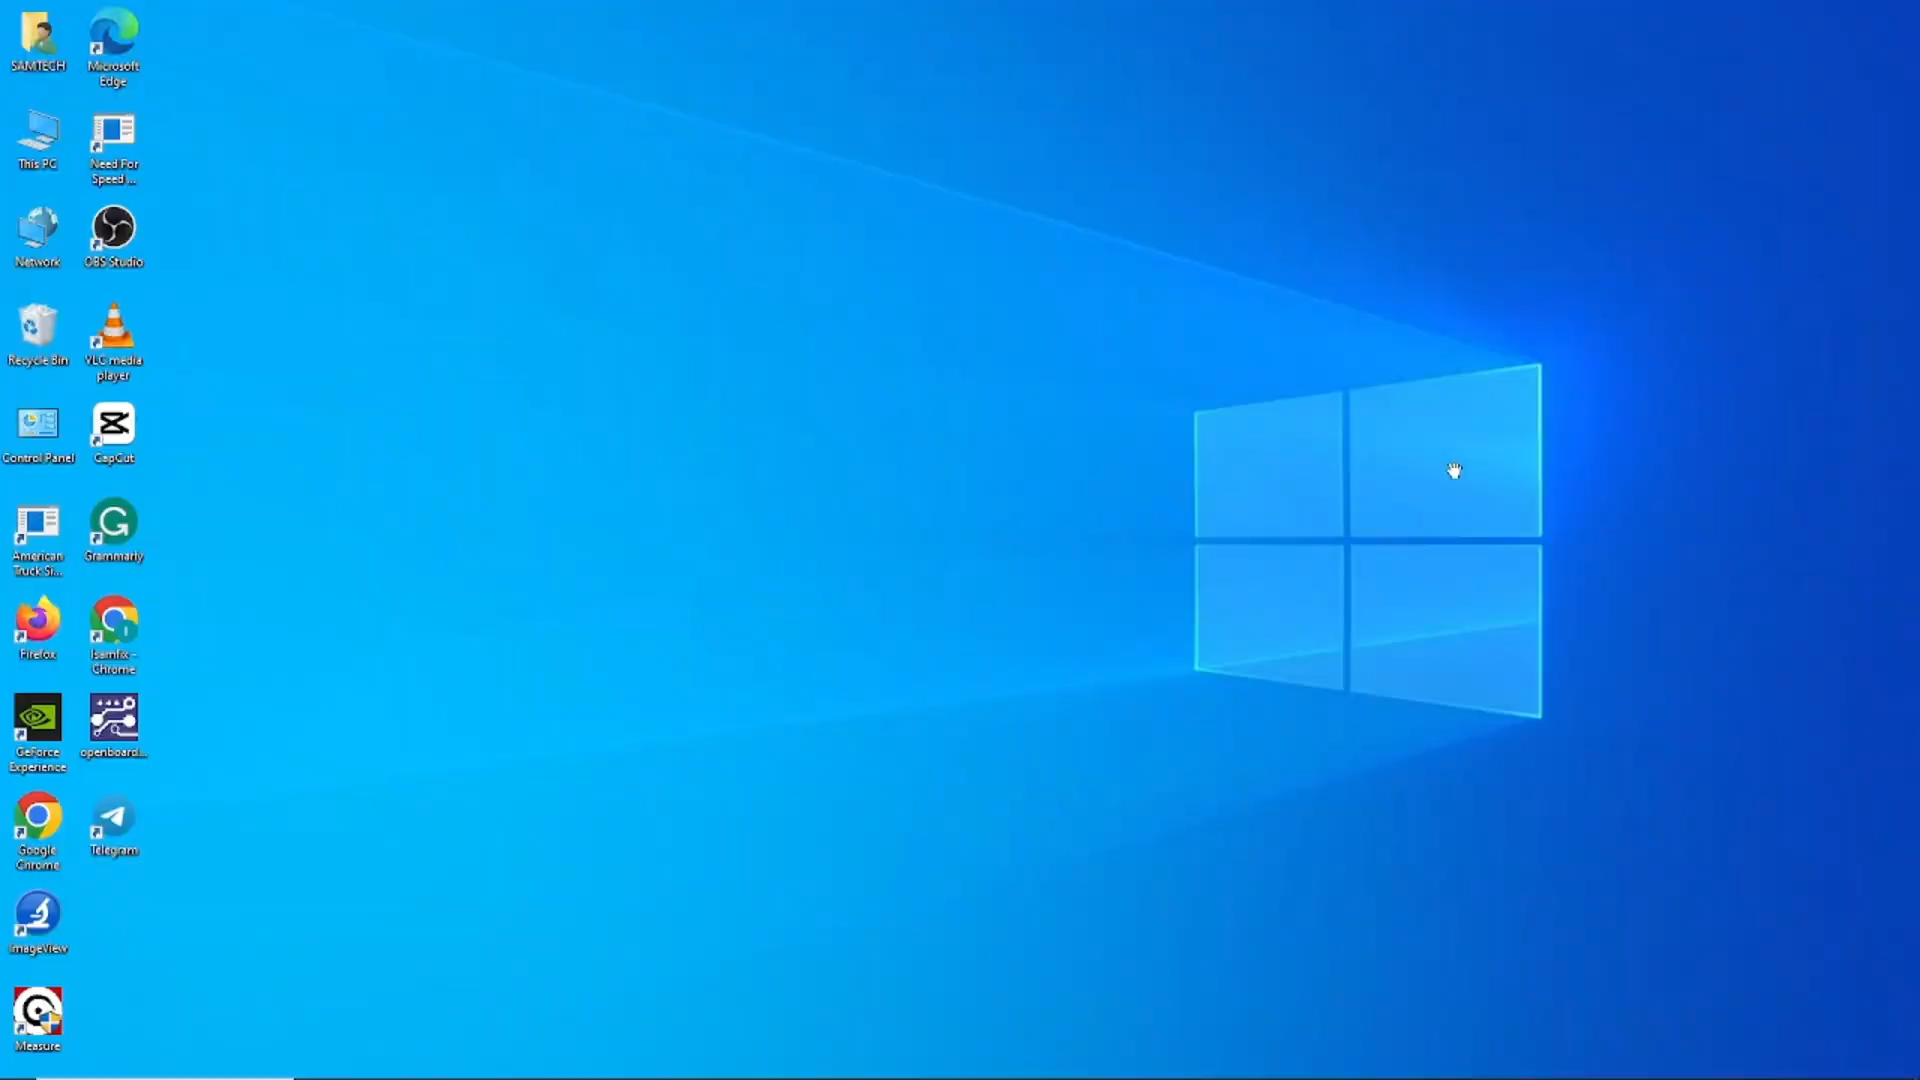 SAMTECH
Microsoft
Edge
This PC
Need For
Speed ...
Network
OBS Studio
Recycle Bin
VLC media
player
Control Panel
CapCut
American
Truck Si...
Grammarly
Firefox
Isamfix -
Chrome
GeForce
Experience
openboard...
Google
Chrome
Telegram
ImageView
Measure